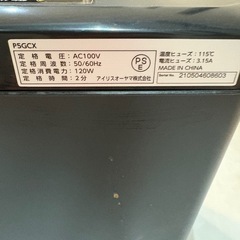 P5GCX
定格電圧：AC100V
定格周波数：50/60Hz
定格消費電力：120W
定格時間：2分
アイリスオーヤマ株式会社
PSE
温度ヒューズ：115℃
電流ヒューズ：3.15A
MADE IN CHINA
Serial Number 210504608603